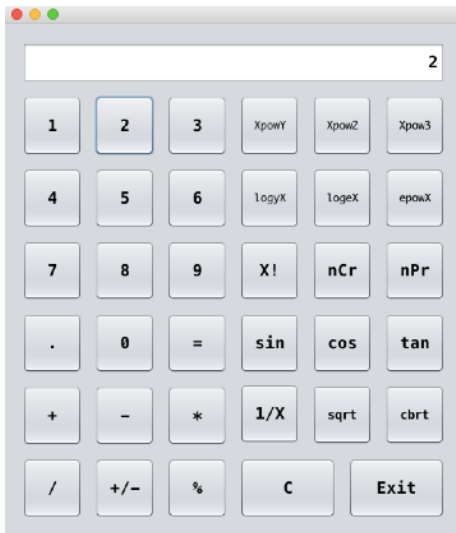 2
1 2 3 XpowY Xpow2 Xpow3
4 5 6 logyX logeX epowX
7 8 9 X! nCr nPr
. 0 = sin cos tan
+ - * 1/X sqrt cbrt
/ +/- % C Exit